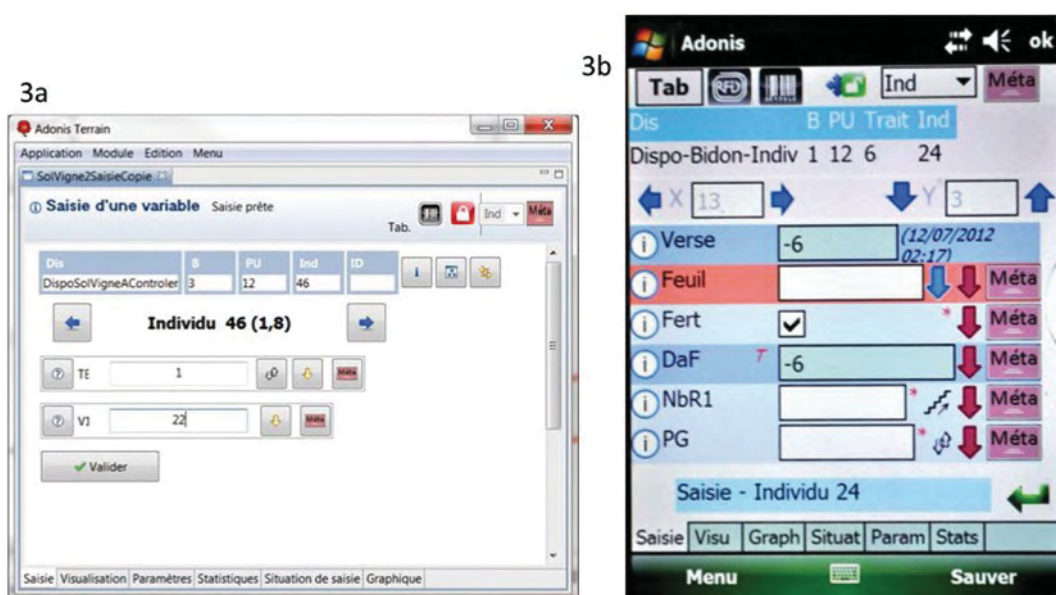 3a
Adonis Terrain
Application Module Edition Menu
SolVigne2SaisieCopie
Saisie d'une variable Saisie prête
Tab.
Ind
Méta
Dis B PU Ind ID
DispoSolVigneAControler 3 12 46
Individu 46 (1,8)
TE 1 Méta
VJ 22 Méta
Valider
Saisie Visualisation Paramètres Statistiques Situation de saisie Graphique
3b
Adonis ok
Tab RFID Ind Méta
Dis B PU Trait Ind
Dispo-Bidon-Indiv 1 12 6 24
X 13 Y 3
Verse -6 (12/07/2012
02:17)
Feuil Méta
Fert * Méta
DaF T -6 Méta
NbR1 * Méta
PG * Méta
Saisie - Individu 24
Saisie Visu Graph Situat Param Stats
Menu Sauver